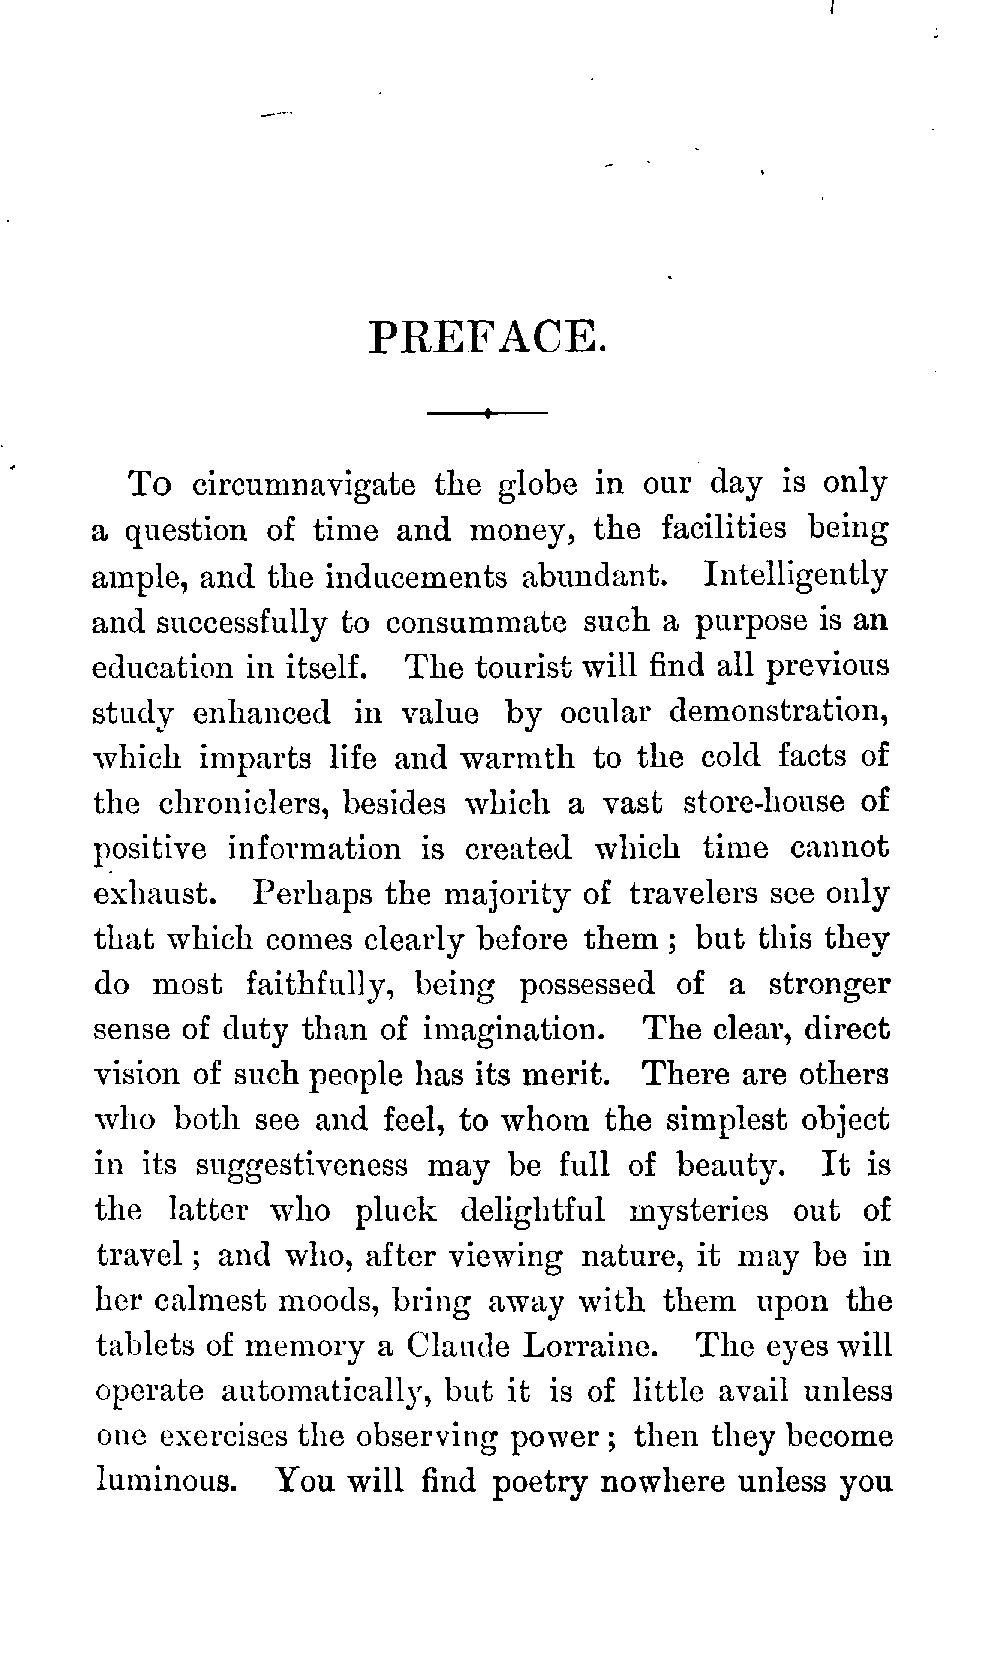 PREFACE.
To circumnavigate the globe in our day is only
a question of time and money, the facilities being
ample, and the inducements abundant. Intelligently
and successfully to consummate such a purpose is an
education in itself. The tourist will find all previous
study enhanced in value by ocular demonstration,
which imparts life and warmth to the cold facts of
the chroniclers, besides which a vast store-house of
positive information is created which time cannot
exhaust. Perhaps the majority of travelers see only
that which comes clearly before them ; but this they
do most faithfully, being possessed of a stronger
sense of duty than of imagination. The clear, direct
vision of such people has its merit. There are others
who both see and feel, to whom the simplest object
in its suggestiveness may be full of beauty. It is
the latter who pluck delightful mysteries out of
travel ; and who, after viewing nature, it may be in
her calmest moods, bring away with them upon the
tablets of memory a Claude Lorraine. The eyes will
operate automatically, but it is of little avail unless
one exercises the observing power ; then they become
luminous. You will find poetry nowhere unless you